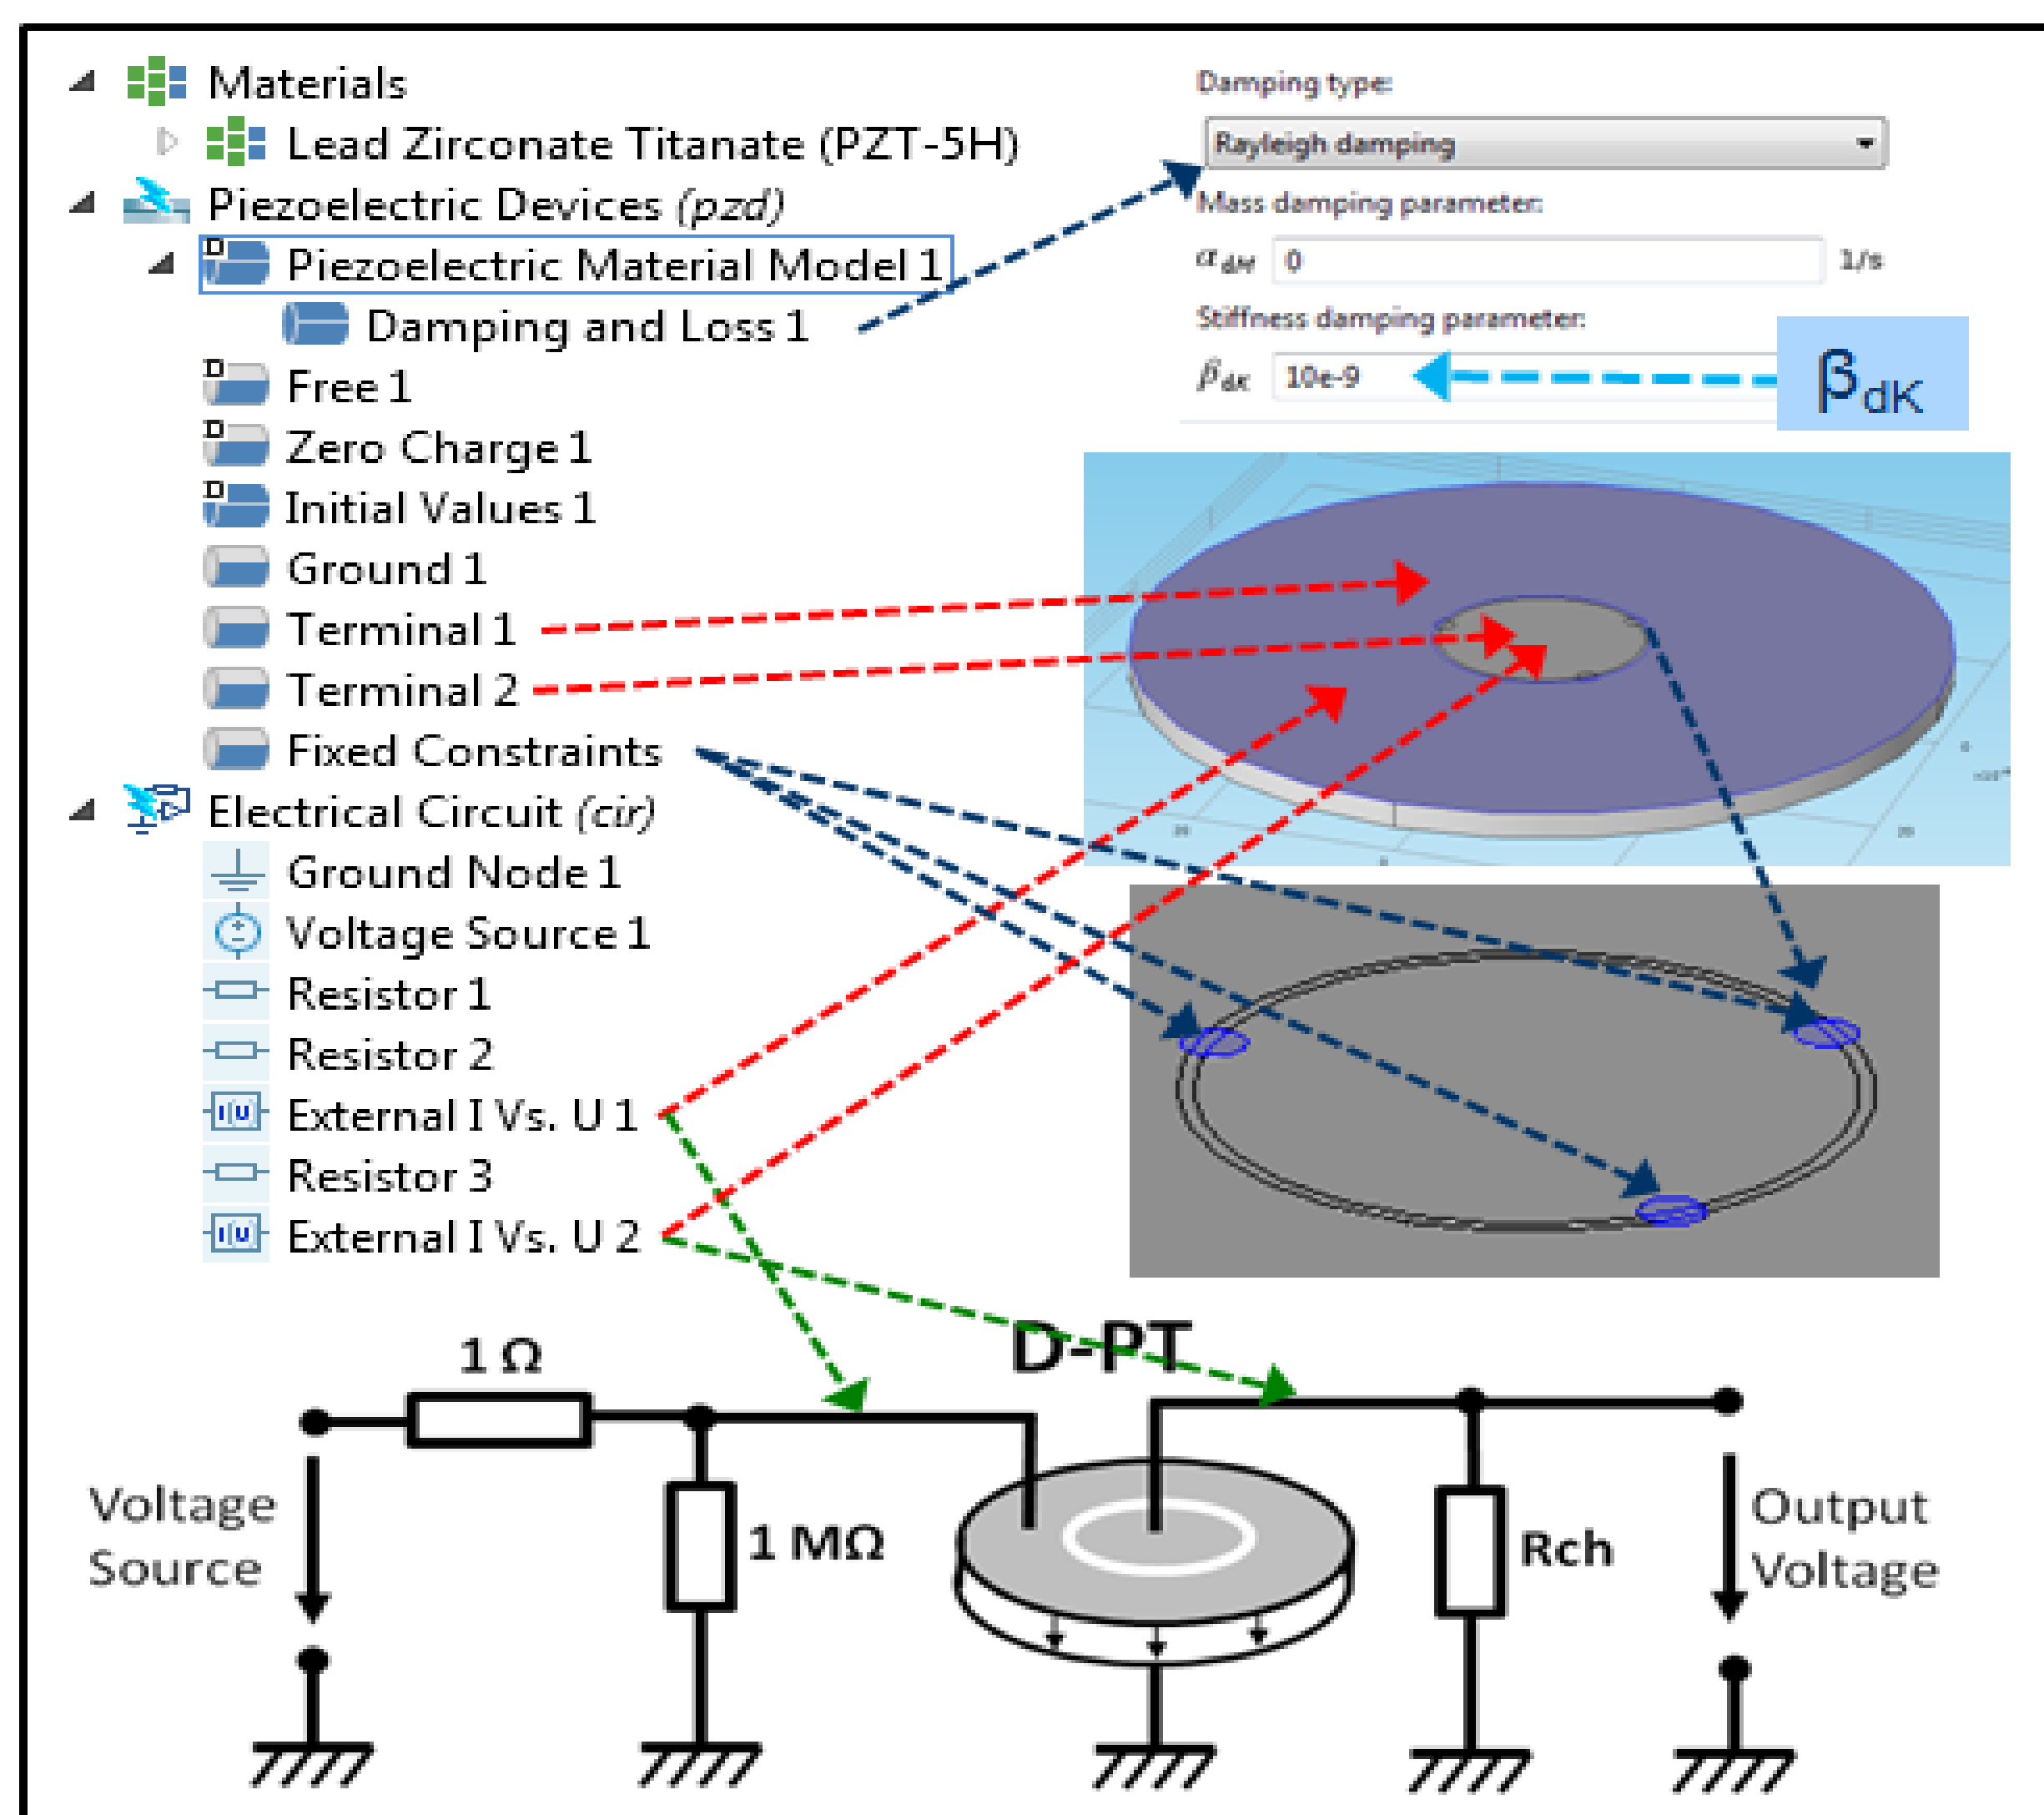 Materials
Lead Zirconate Titanate (PZT-5H)
Piezoelectric Devices (pzd)
Piezoelectric Material Model 1
Damping and Loss 1
Free 1
Zero Charge 1
Initial Values 1
Ground 1
Terminal 1
Terminal 2
Fixed Constraints
Electrical Circuit (cir)
Ground Node 1
Voltage Source 1
Resistor 1
Resistor 2
External I Vs. U 1
Resistor 3
External I Vs. U 2
Damping type:
Rayleigh damping
Mass damping parameter:
α_dM 0 1/s
Stiffness damping parameter:
β_dK 10e-9
β_dK
D-PT
1 Ω
Voltage
Source
1 MΩ
Rch
Output
Voltage